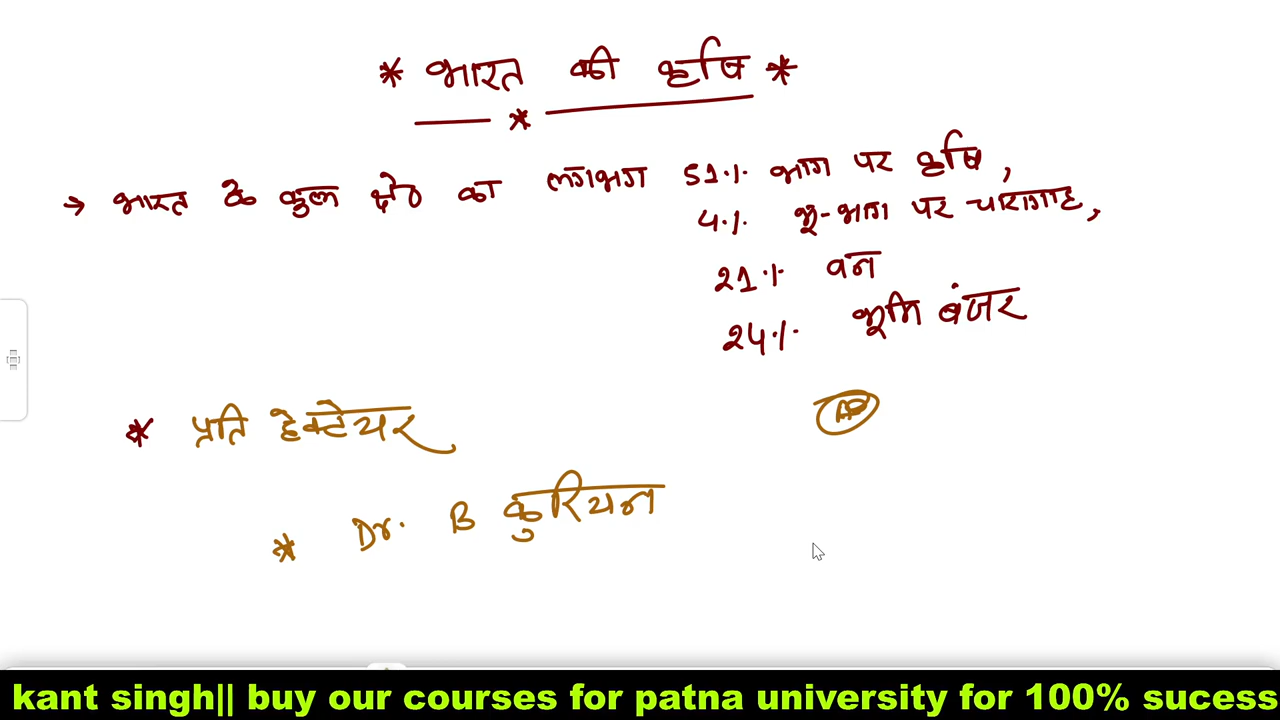 * भारत की कृषि *
*
→ भारत के कुल क्षेत्र का लगभग 51% भाग पर कृषि,
4% भू-भाग पर चारागाह,
21% वन
24% भूमि बंजर
* प्रति हेक्टेयर
* Dr. B कुरियन
kant singh|| buy our courses for patna university for 100% sucess